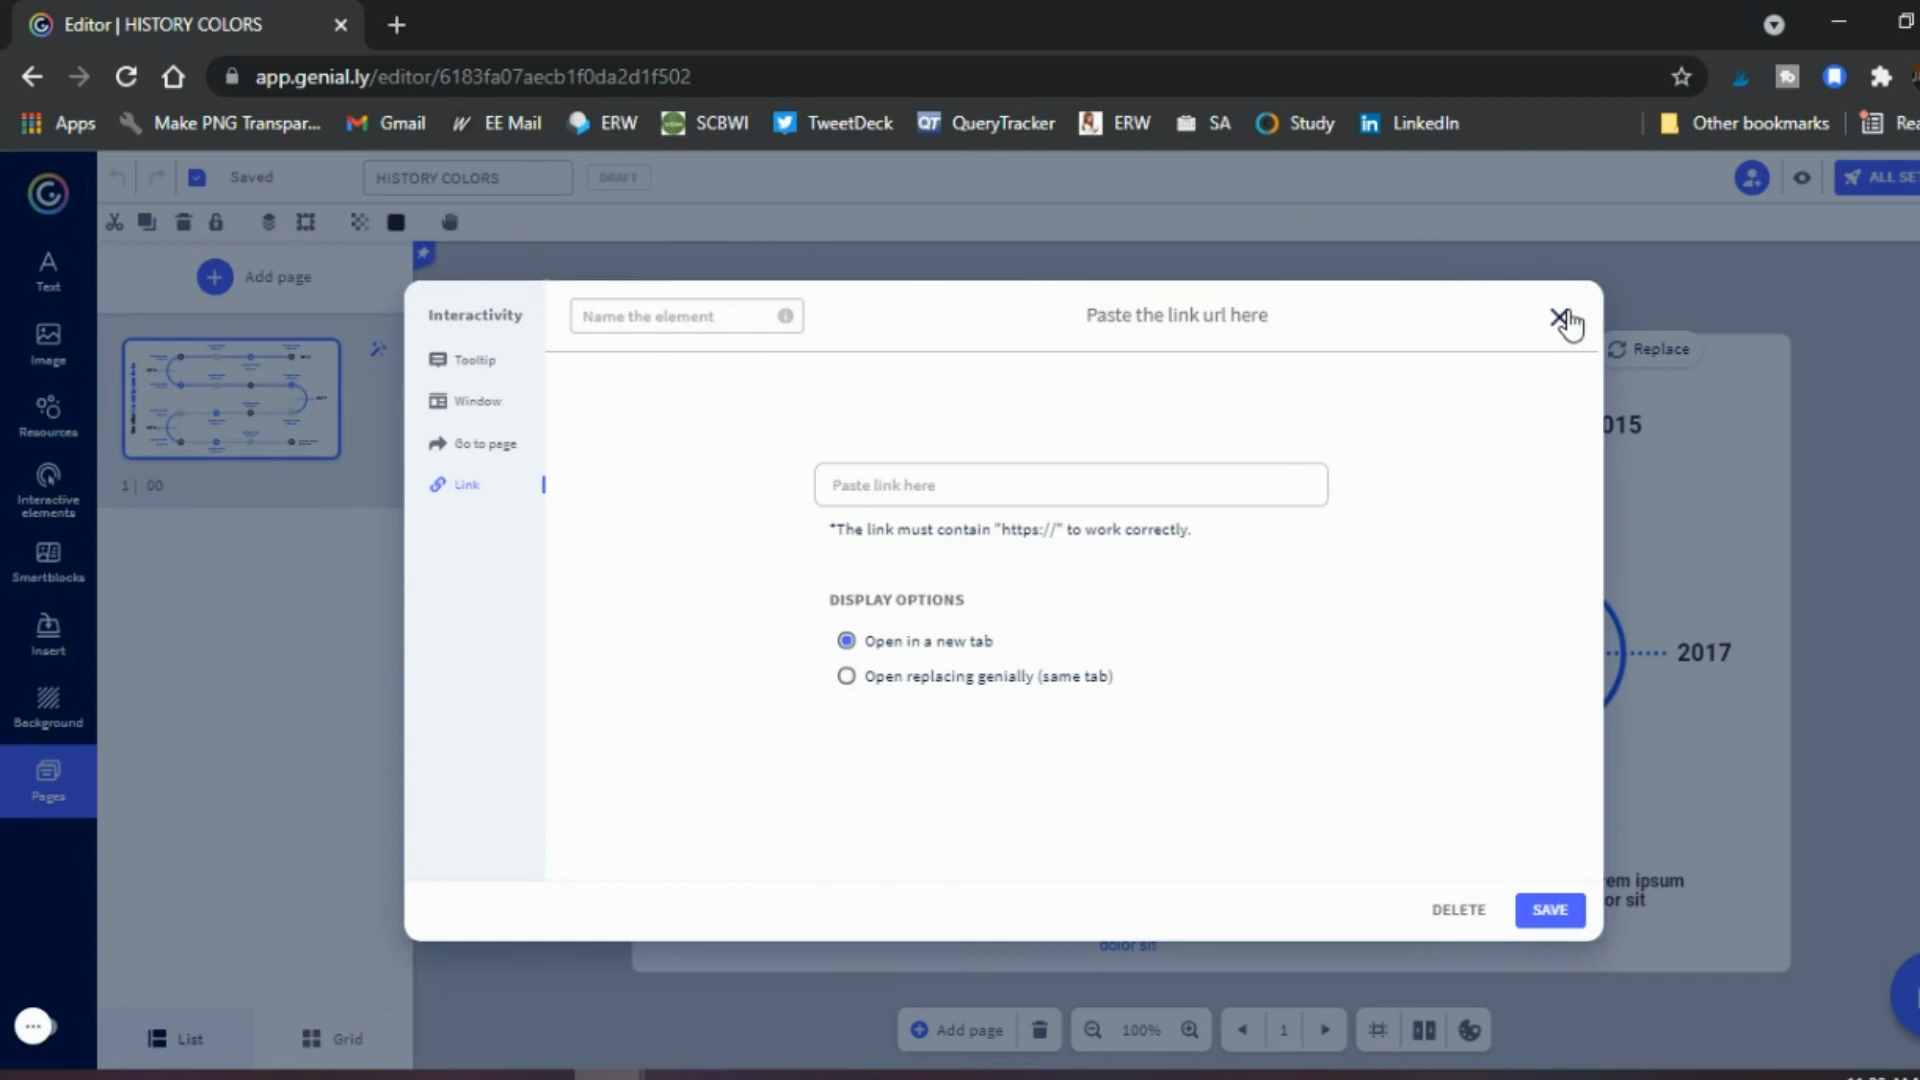 Editor | HISTORY COLORS
app.genial.ly/editor/6183fa07aecb1f0da2d1f502
Apps Make PNG Transpar... Gmail EE Mail ERW SCBWI TweetDeck QueryTracker ERW SA Study LinkedIn Other bookmarks Rea
Saved HISTORY COLORS DRAFT ALL SET
Add page
Text
Image
Resources
Interactive
elements
Smartblocks
Insert
Background
Pages
1 | 00
List Grid
Interactivity
Tooltip
Window
Go to page
Link
Name the element
Paste the link url here
Paste link here
*The link must contain "https://" to work correctly.
DISPLAY OPTIONS
Open in a new tab
Open replacing genially (same tab)
DELETE SAVE
Replace
015
2017
em ipsum
or sit
dolor sit
Add page 100% 1